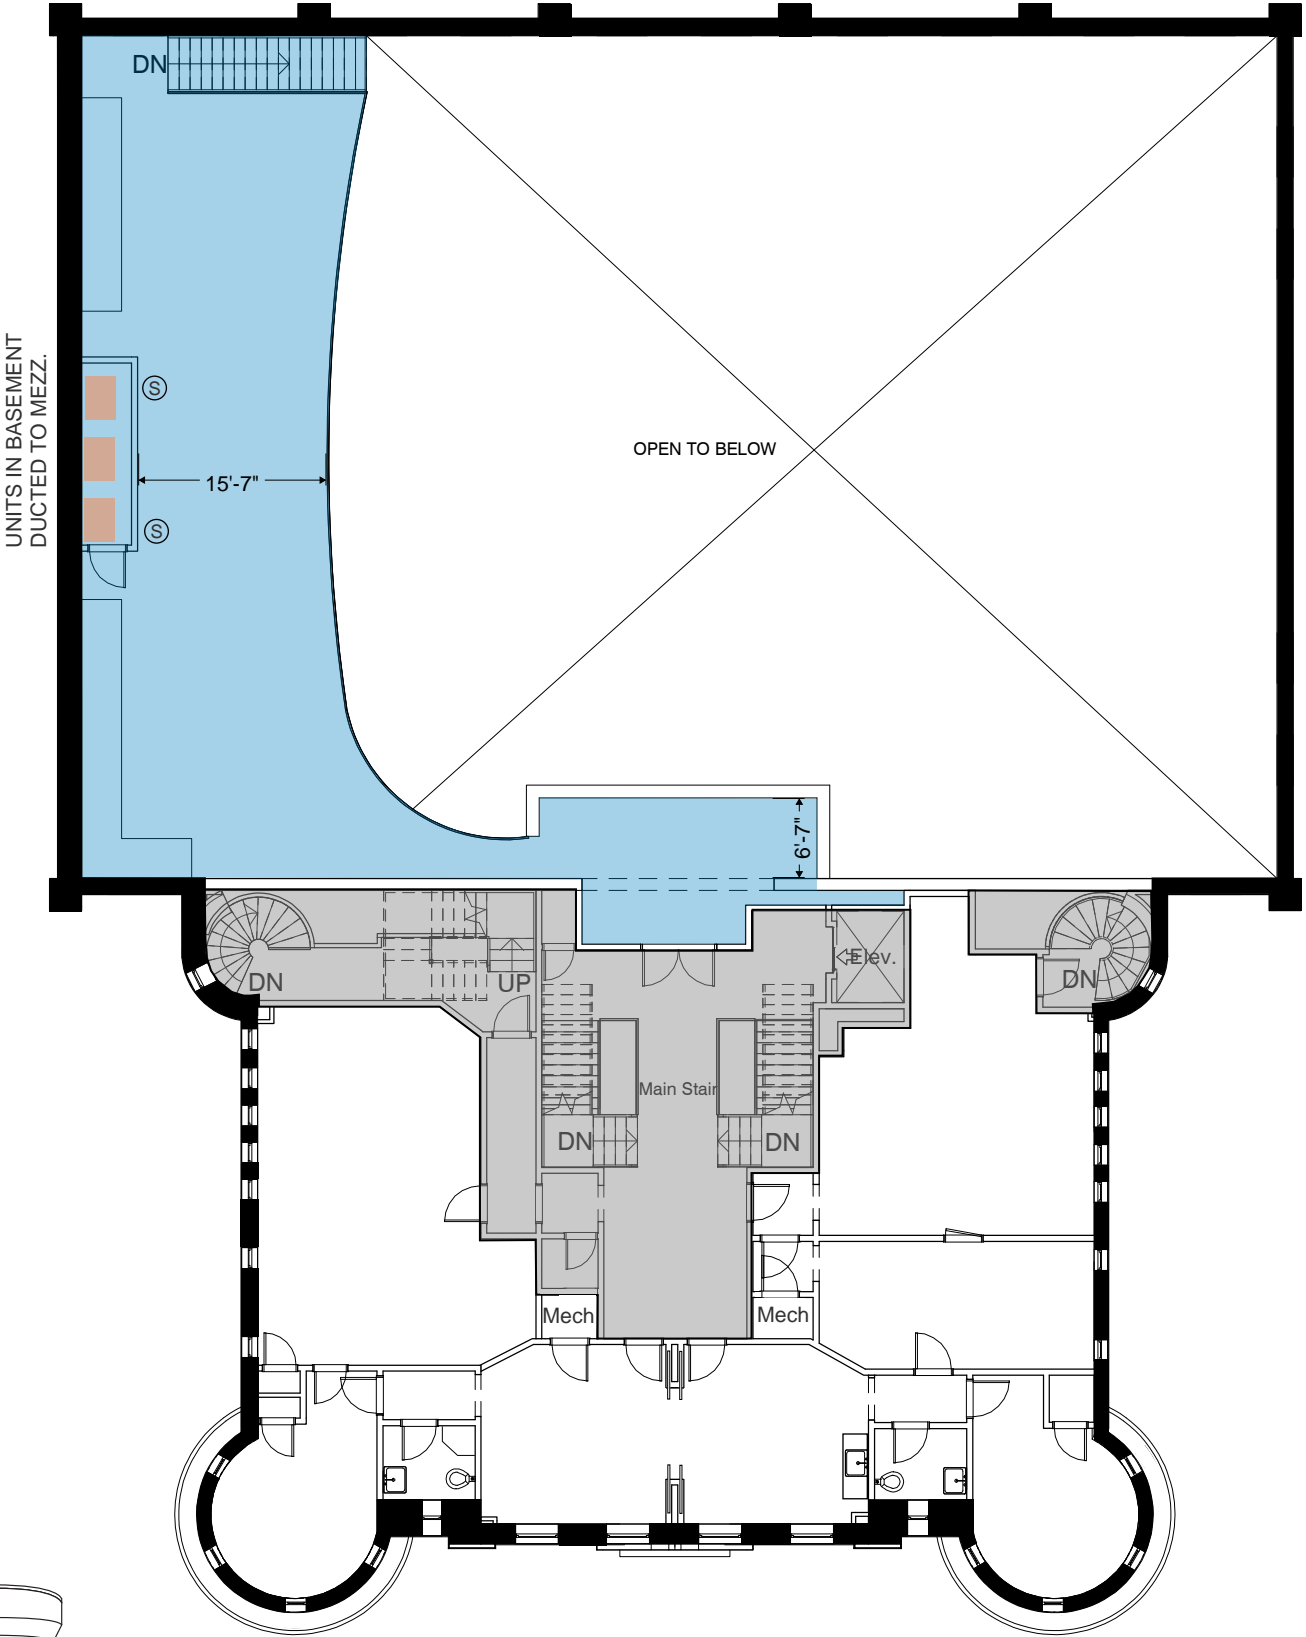 DN
UNITS IN BASEMENT
DUCTED TO MEZZ.
S
OPEN TO BELOW
15'-7"
S
6'-7"
DN
UP
Elev.
DN
Main Stair
DN
DN
Mech
Mech